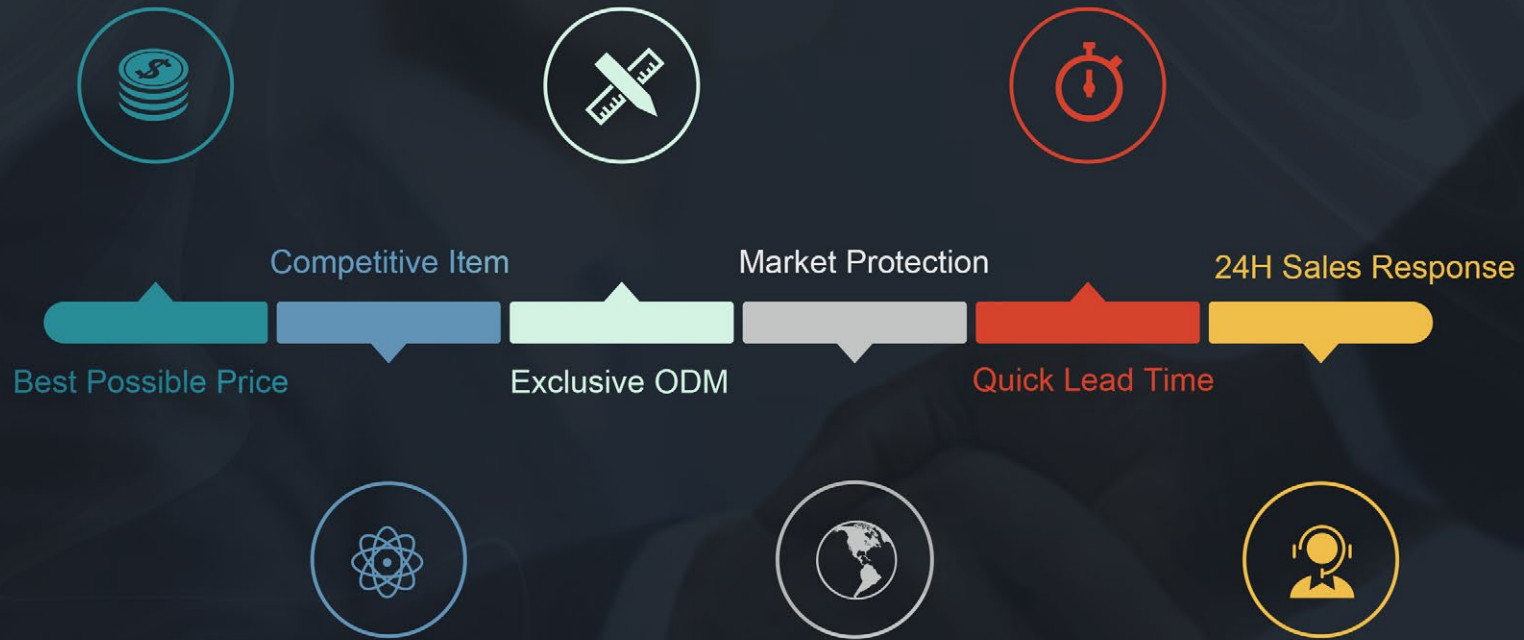 Competitive Item
Market Protection
24H Sales Response
Best Possible Price
Exclusive ODM
Quick Lead Time